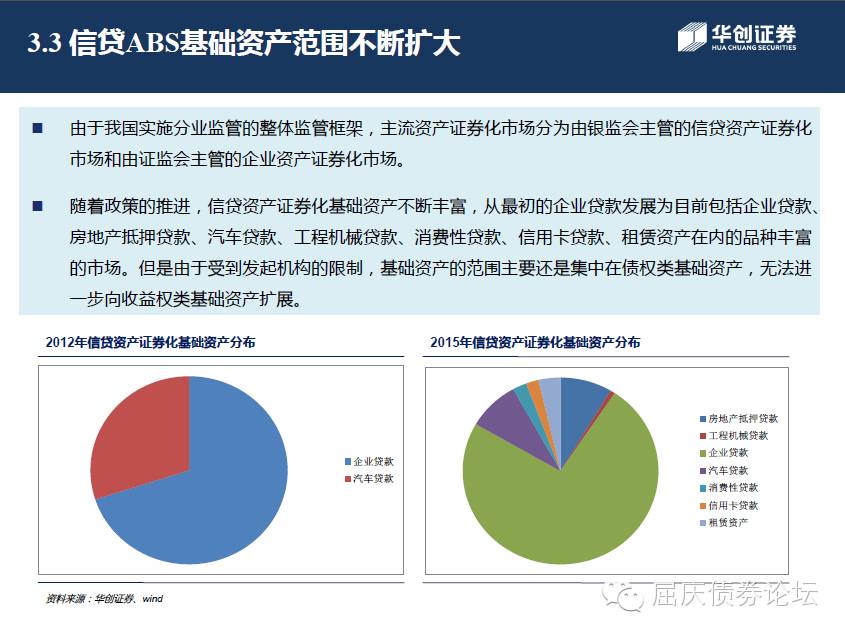 3.3 信贷ABS基础资产范围不断扩大
华创证券
HUA CHUANG SECURITIES
■ 由于我国实施分业监管的整体监管框架，主流资产证券化市场分为由银监会主管的信贷资产证券化
市场和由证监会主管的企业资产证券化市场。
■ 随着政策的推进，信贷资产证券化基础资产不断丰富，从最初的企业贷款发展为目前包括企业贷款、
房地产抵押贷款、汽车贷款、工程机械贷款、消费性贷款、信用卡贷款、租赁资产在内的品种丰富
的市场。但是由于受到发起机构的限制，基础资产的范围主要还是集中在债权类基础资产，无法进
一步向收益权类基础资产扩展。
2012年信贷资产证券化基础资产分布
企业贷款
汽车贷款
2015年信贷资产证券化基础资产分布
房地产抵押贷款
工程机械贷款
企业贷款
汽车贷款
消费性贷款
信用卡贷款
租赁资产
资料来源：华创证券、wind
屈庆债券论坛